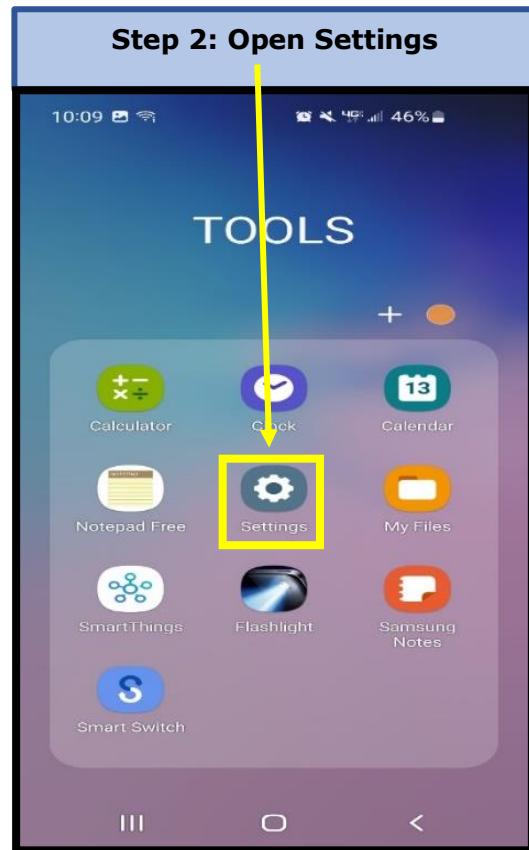 Step 2: Open Settings
10:09 46%
TOOLS
+
13
Calculator Clock Calendar
Notepad Free Settings My Files
SmartThings Flashlight Samsung
Notes
Smart Switch